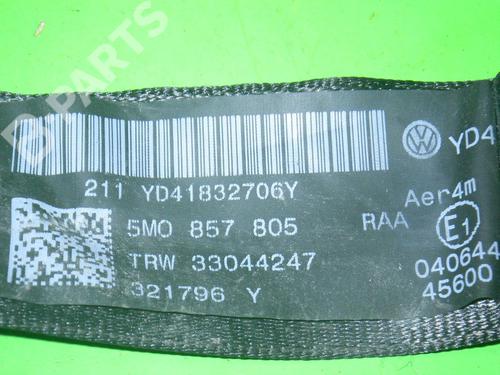 B PARTS
YD4
211 YD41832706Y
Aer4m
5M0 857 805 RAA E1
TRW 33044247 040644
321796 Y 45600